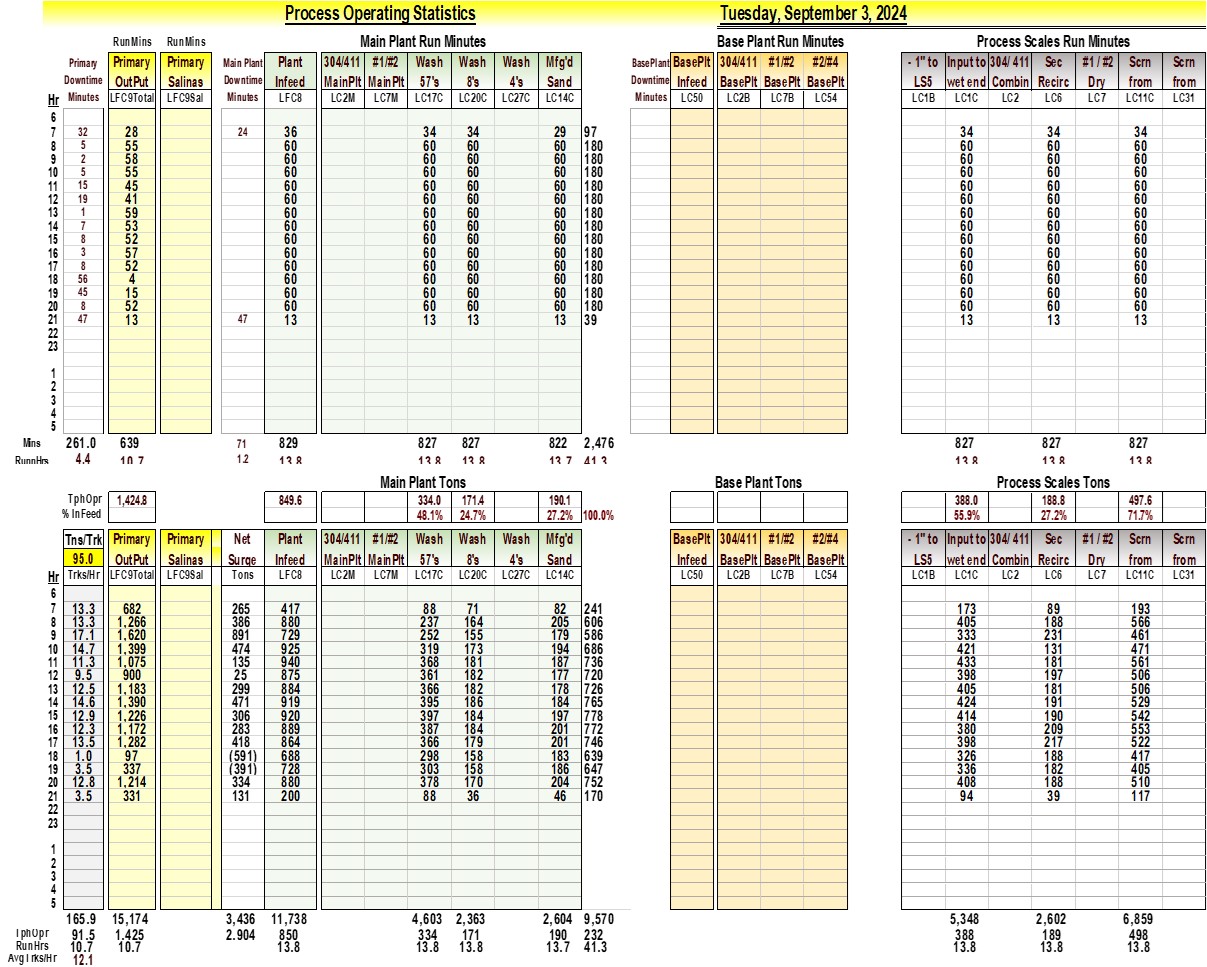 Process Operating Statistics Tuesday, September 3, 2024
RunMins RunMins Main Plant Run Minutes Base Plant Run Minutes Process Scales Run Minutes
Primary Primary Primary Main Plant Plant 304/411 #1/#2 Wash Wash Wash Mfg'd BasePlant BasePlt 304/411 #1/#2 #2/#4 - 1" to Input to 304/ 411 Sec #1 / #2 Scrn Scrn
Downtime OutPut Salinas Downtime Infeed MainPlt MainPlt 57's 8's 4's Sand Downtime Infeed BasePlt BasePlt BasePlt LS5 wet end Combin Recirc Dry from from
Hr Minutes LFC9Total LFC9Sal Minutes LFC8 LC2M LC7M LC17C LC20C LC27C LC14C Minutes LC50 LC2B LC7B LC54 LC1B LC1C LC2 LC6 LC7 LC11C LC31
6
7 32 28 24 36 34 34 29 97 34 34 34
8 5 55 60 60 60 60 180 60 60 60
9 2 58 60 60 60 60 180 60 60 60
10 5 55 60 60 60 60 180 60 60 60
11 15 45 60 60 60 60 180 60 60 60
12 19 41 60 60 60 60 180 60 60 60
13 1 59 60 60 60 60 180 60 60 60
14 7 53 60 60 60 60 180 60 60 60
15 8 52 60 60 60 60 180 60 60 60
16 3 57 60 60 60 60 180 60 60 60
17 8 52 60 60 60 60 180 60 60 60
18 56 4 60 60 60 60 180 60 60 60
19 45 15 60 60 60 60 180 60 60 60
20 8 52 60 60 60 60 180 60 60 60
21 47 13 47 13 13 13 13 39 13 13 13
22
23
1
2
3
4
5
Mins 261.0 639 71 829 827 827 822 2,476 827 827 827
RunnHrs 4.4 10.7 1.2 13.8 13.8 13.8 13.7 41.3 13.8 13.8 13.8
Main Plant Tons Base Plant Tons Process Scales Tons
TphOpr 1,424.8 849.6 334.0 171.4 190.1 388.0 188.8 497.6
% InFeed 48.1% 24.7% 27.2% 100.0% 55.9% 27.2% 71.7%
Tns/Trk Primary Primary Net Plant 304/411 #1/#2 Wash Wash Wash Mfg'd BasePlt 304/411 #1/#2 #2/#4 - 1" to Input to 304/ 411 Sec #1 / #2 Scrn Scrn
95.0 OutPut Salinas Surge Infeed MainPlt MainPlt 57's 8's 4's Sand Infeed BasePlt BasePlt BasePlt LS5 wet end Combin Recirc Dry from from
Hr Trks/Hr LFC9Total LFC9Sal Tons LFC8 LC2M LC7M LC17C LC20C LC27C LC14C LC50 LC2B LC7B LC54 LC1B LC1C LC2 LC6 LC7 LC11C LC31
6
7 13.3 682 265 417 88 71 82 241 173 89 193
8 13.3 1,266 386 880 237 164 205 606 405 188 566
9 17.1 1,620 891 729 252 155 179 586 333 231 461
10 14.7 1,399 474 925 319 173 194 686 421 131 471
11 11.3 1,075 135 940 368 181 187 736 433 181 561
12 9.5 900 25 875 361 182 177 720 398 197 506
13 12.5 1,183 299 884 366 182 178 726 405 181 506
14 14.6 1,390 471 919 395 186 184 765 424 191 529
15 12.9 1,226 306 920 397 184 197 778 414 190 542
16 12.3 1,172 283 889 387 184 201 772 380 209 553
17 13.5 1,282 418 864 366 179 201 746 398 217 522
18 1.0 97 (591) 688 298 158 183 639 326 188 417
19 3.5 337 (391) 728 303 158 186 647 336 182 405
20 12.8 1,214 334 880 378 170 204 752 408 188 510
21 3.5 331 131 200 88 36 46 170 94 39 117
22
23
1
2
3
4
5
165.9 15,174 3,436 11,738 4,603 2,363 2,604 9,570 5,348 2,602 6,859
TphOpr 91.5 1,425 2.904 850 334 171 190 232 388 189 498
RunHrs 10.7 10.7 13.8 13.8 13.8 13.7 41.3 13.8 13.8 13.8
AvgTrks/Hr 12.1